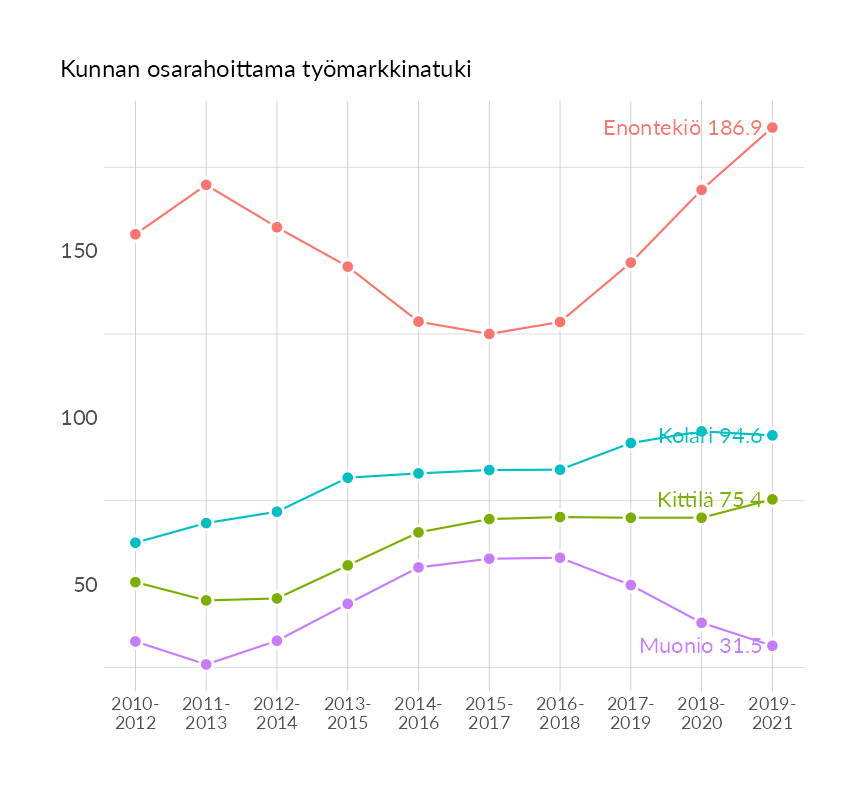 Kunnan osarahoittama työmarkkinatuki
Enontekiö 186.9
150
100
Kolari 94.6
Kittilä 75.4
50
Muonio 31.5
2010- 2011- 2012- 2013- 2014- 2015- 2016- 2017- 2018- 2019-
2012 2013 2014 2015 2016 2017 2018 2019 2020 2021